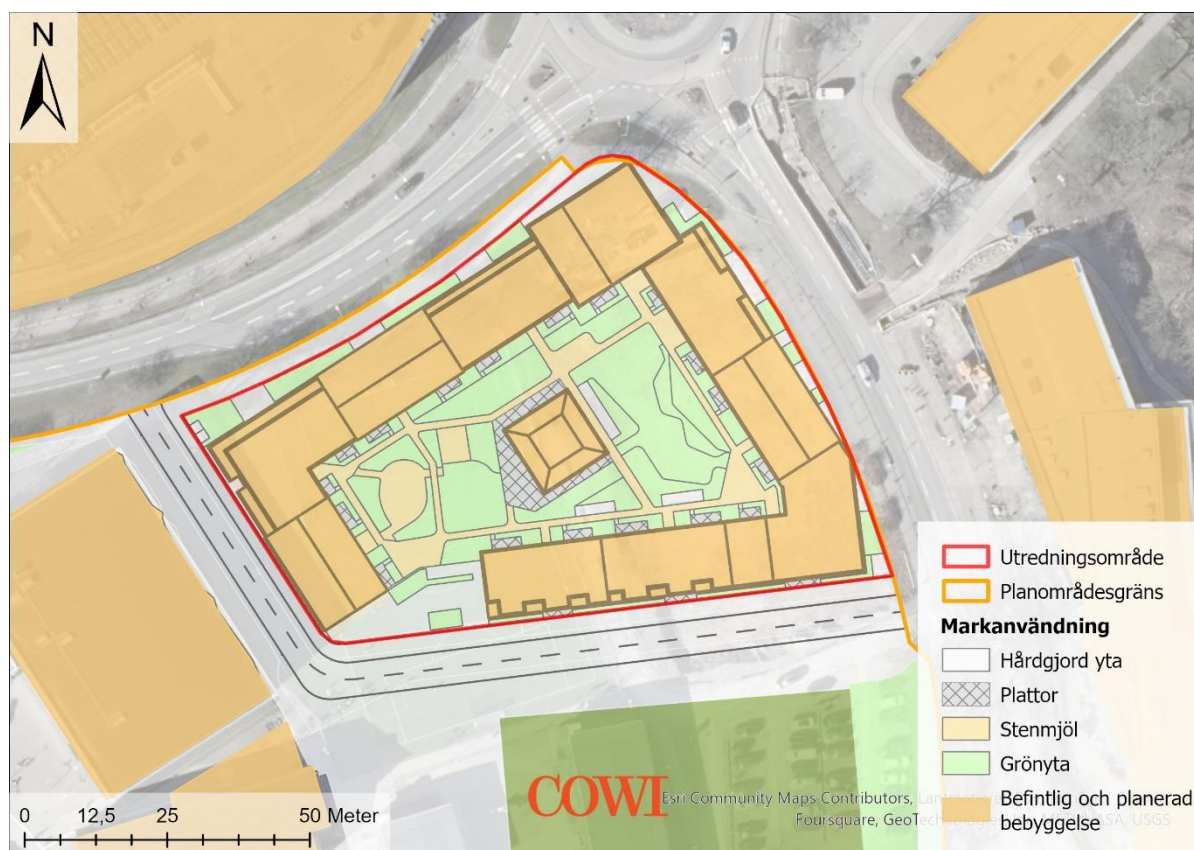 N
Utredningsområde
Planområdesgräns
Markanvändning
Hårdgjord yta
Plattor
Stenmjöl
Grönyta
Befintlig och planerad
bebyggelse
0 12,5 25 50 Meter
COWI
Esri Community Maps Contributors,
Foursquare, USGS